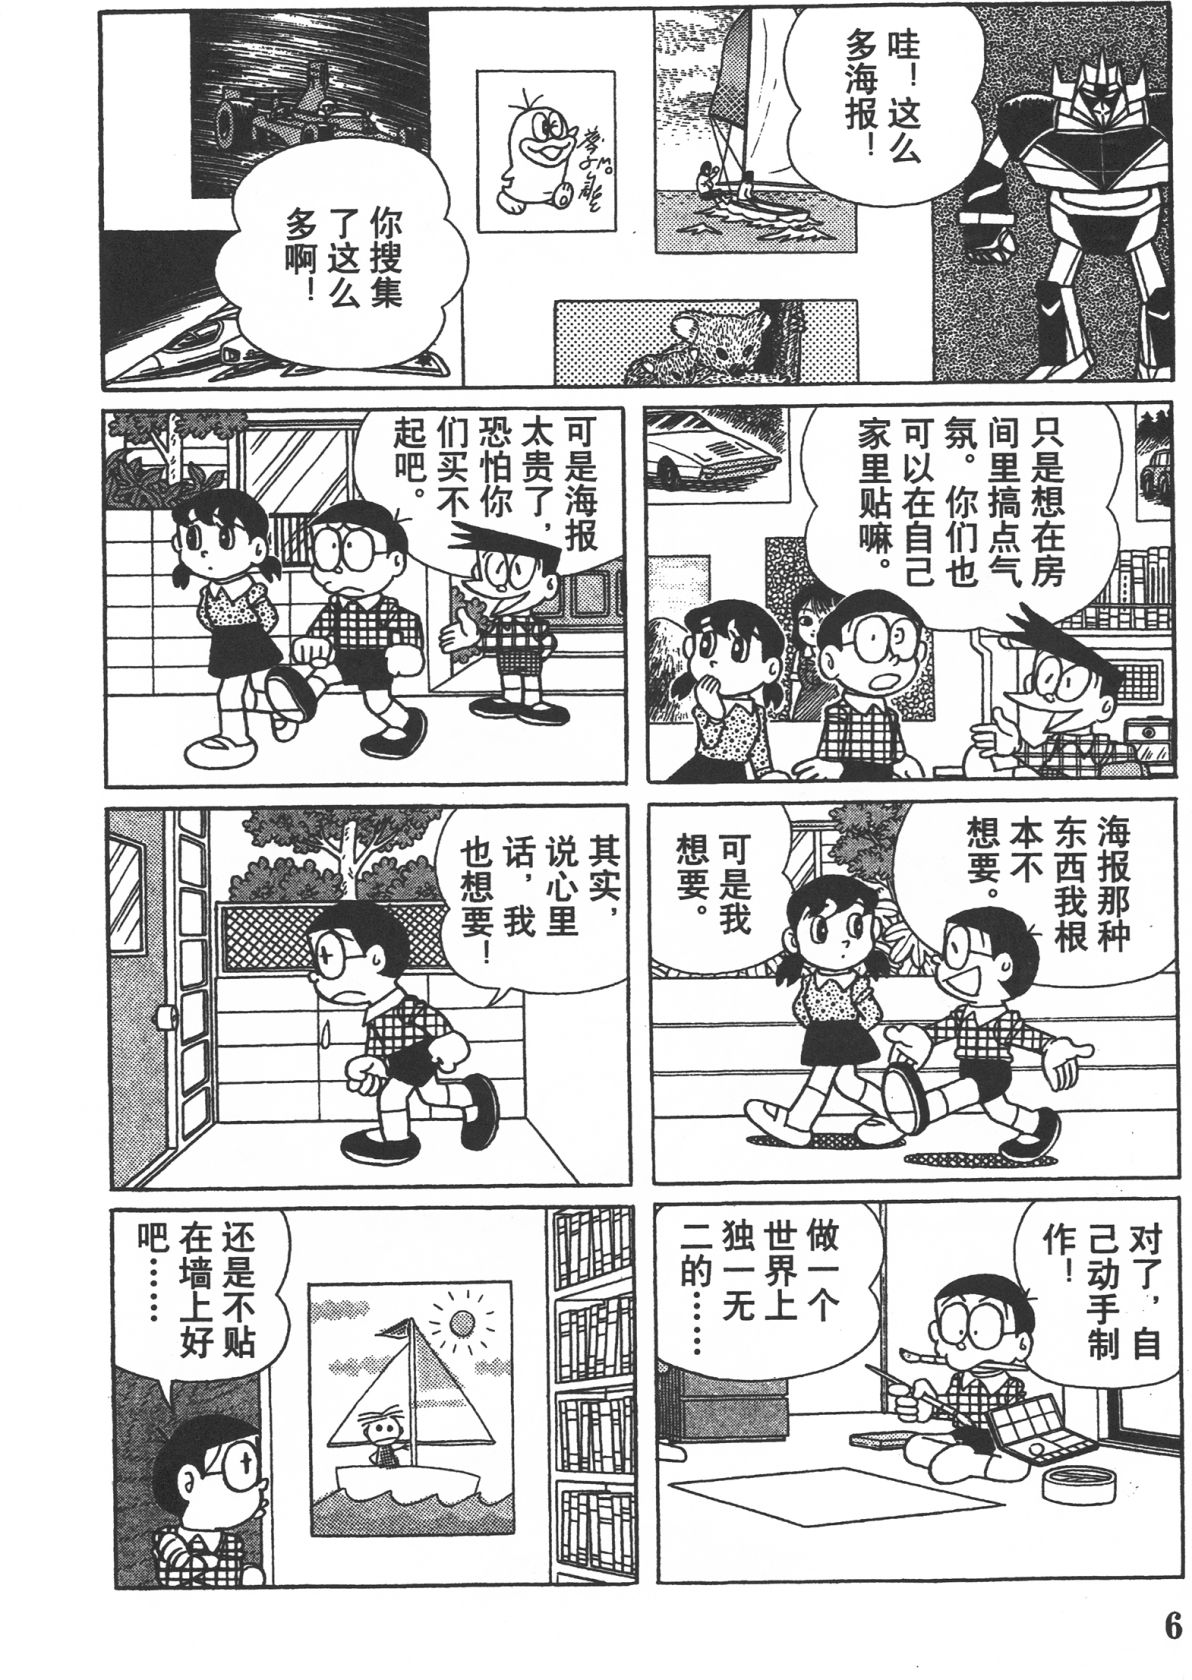 哇！这么
多海报！
你搜集
了这么
多啊！
只是想在房
间里搞点气
氛。你们也
可以在自己
家里贴嘛。
可是海报
太贵了，
恐怕你
们买不
起吧。
海报那种
东西我根
本不
想要。
可是我
想要。
其实，
说心里
话，我
也想要！
对了，自
己动手制
作！
做一个
世界上
独一无
二的……
还是不贴
在墙上好
吧……
6